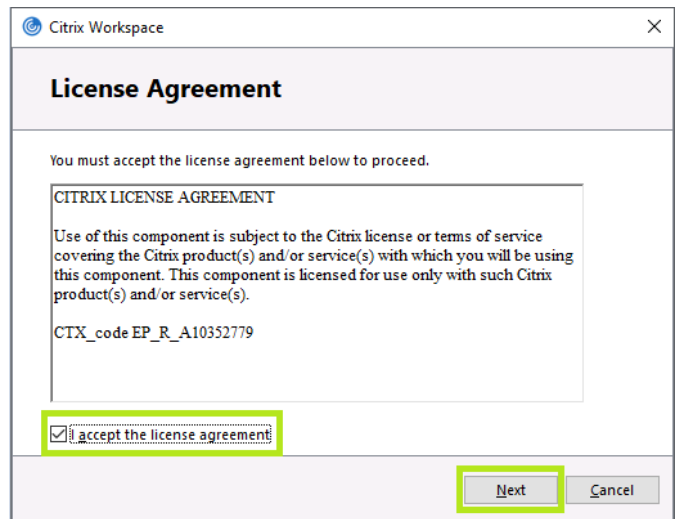 Citrix Workspace
License Agreement
You must accept the license agreement below to proceed.
CITRIX LICENSE AGREEMENT
Use of this component is subject to the Citrix license or terms of service
covering the Citrix product(s) and/or service(s) with which you will be using
this component. This component is licensed for use only with such Citrix
product(s) and/or service(s).
CTX_code EP_R_A10352779
I accept the license agreement
Next
Cancel